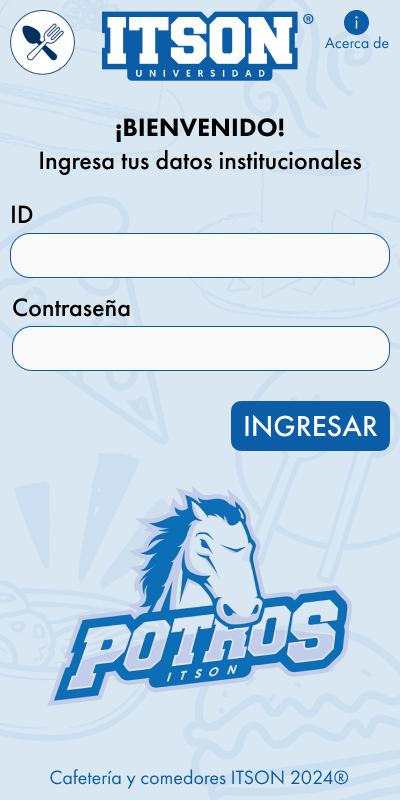 ITSON ®
UNIVERSIDAD
i
Acerca de
¡BIENVENIDO!
Ingresa tus datos institucionales
ID
Contraseña
INGRESAR
POTROS
ITSON
Cafetería y comedores ITSON 2024®